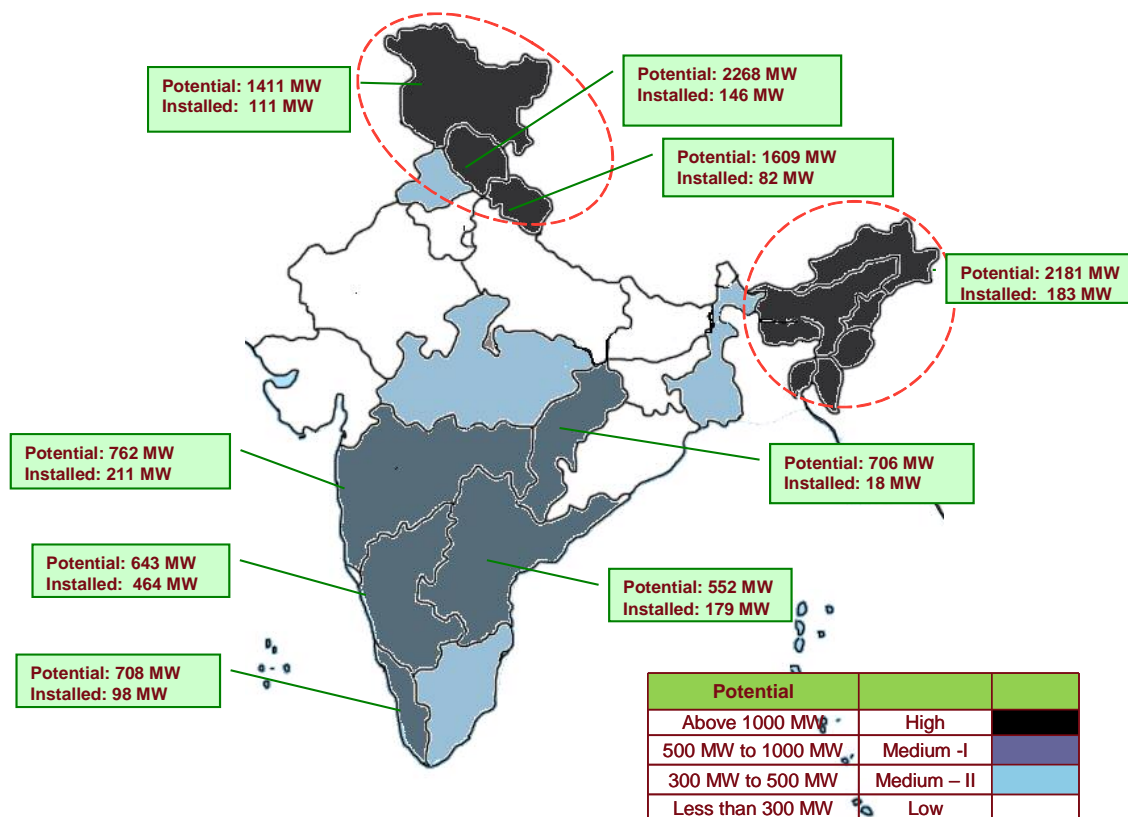 Potential: 1411 MW
Installed: 111 MW
Potential: 2268 MW
Installed: 146 MW
Potential: 1609 MW
Installed: 82 MW
Potential: 2181 MW
Installed: 183 MW
Potential: 762 MW
Installed: 211 MW
Potential: 706 MW
Installed: 18 MW
Potential: 643 MW
Installed: 464 MW
Potential: 552 MW
Installed: 179 MW
Potential: 708 MW
Installed: 98 MW
Potential
Above 1000 MW High
500 MW to 1000 MW Medium -I
300 MW to 500 MW Medium – II
Less than 300 MW Low